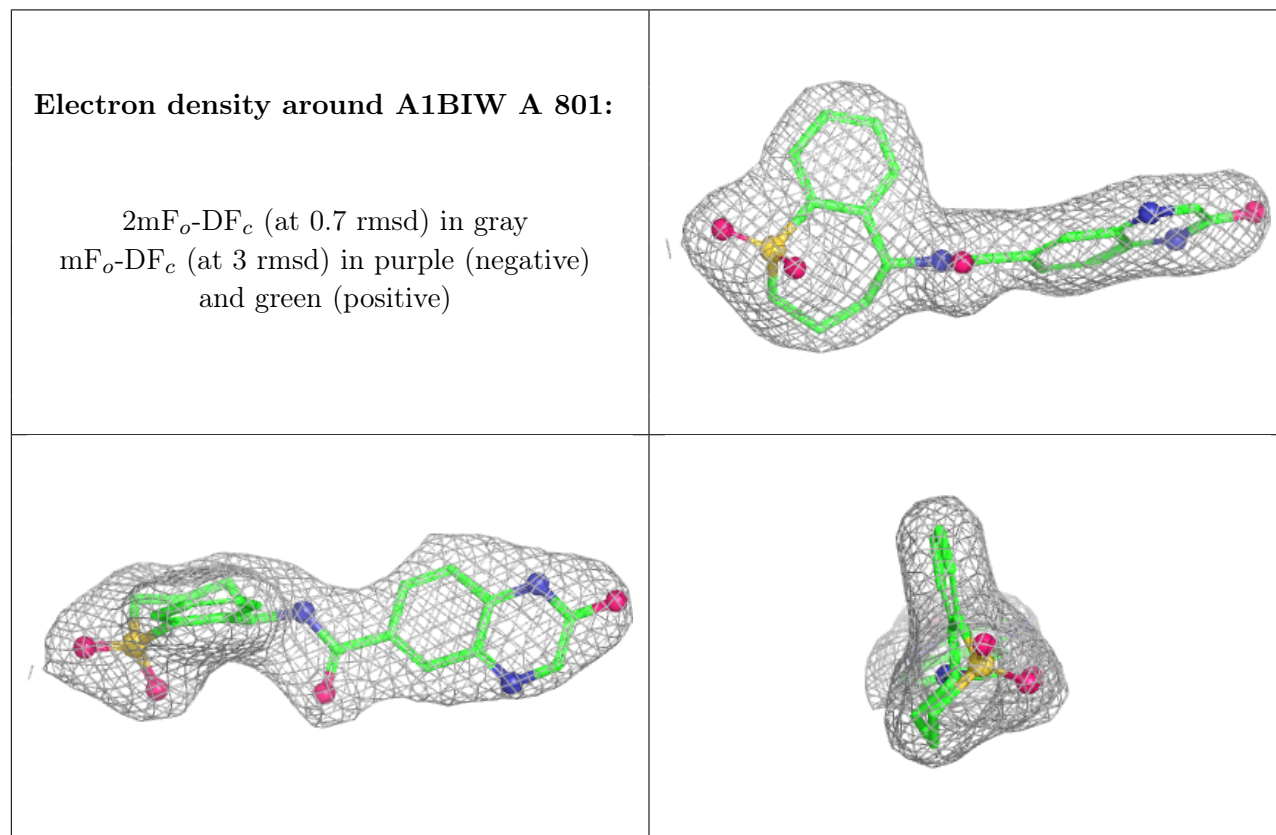 Electron density around A1BIW A 801:
2mFo-DFc (at 0.7 rmsd) in gray
mFo-DFc (at 3 rmsd) in purple (negative)
and green (positive)